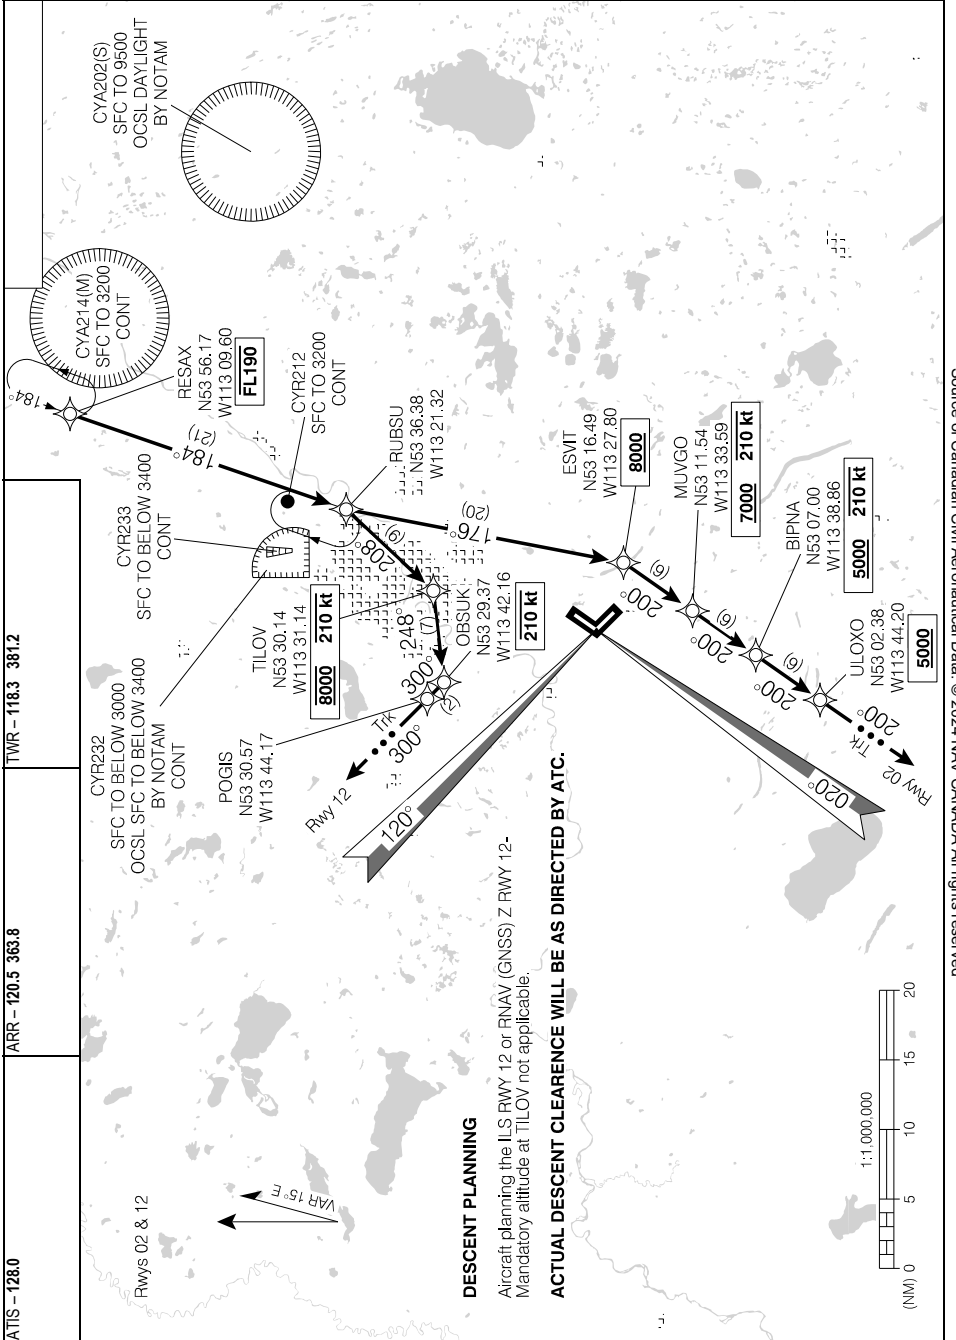 ATIS – 128.0
ARR – 120.5 363.8
TWR – 118.3 381.2
Rwys 02 & 12
VAR 15° E
CYR232
SFC TO BELOW 3000
OCSL SFC TO BELOW 3400
BY NOTAM
CONT
CYR233
SFC TO BELOW 3400
CONT
CYA214(M)
SFC TO 3200
CONT
CYA202(S)
SFC TO 9500
OCSL DAYLIGHT
BY NOTAM
184°
RESAX
N53 56.17
W113 09.60
FL190
184°
(21)
CYR212
SFC TO 3200
CONT
RUBSU
N53 36.38
W113 21.32
208°
(9)
TILOV
N53 30.14
W113 31.14
8000 210 kt
248°
(7)
OBSUK
N53 29.37
W113 42.16
210 kt
300°
(2)
POGIS
N53 30.57
W113 44.17
Trk
300°
Rwy 12
120°
176°
(20)
ESMIT
N53 16.49
W113 27.80
8000
200°
(6)
MUVGO
N53 11.54
W113 33.59
7000 210 kt
200°
(6)
BIPNA
N53 07.00
W113 38.86
5000 210 kt
200°
(6)
ULOXO
N53 02.38
W113 44.20
5000
Trk
200°
Rwy 02
020°
DESCENT PLANNING
Aircraft planning the ILS RWY 12 or RNAV (GNSS) Z RWY 12-
Mandatory altitude at TILOV not applicable.
ACTUAL DESCENT CLEARENCE WILL BE AS DIRECTED BY ATC.
1:1,000,000
(NM) 0 5 10 15 20